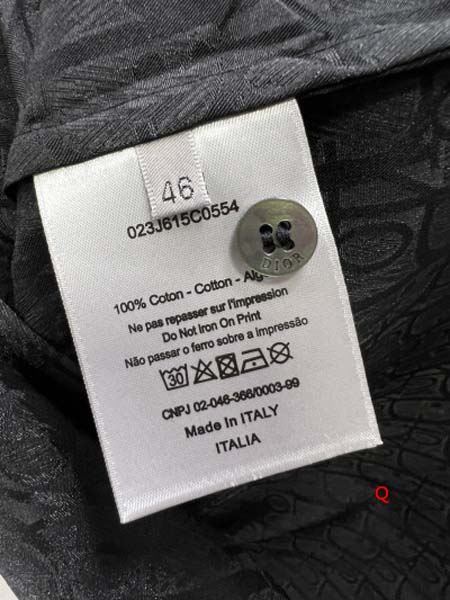 46
023J615C0554
DIOR
100% Coton - Cotton - Alg
Ne pas repasser sur l'impression
Do Not Iron On Print
Não passar o ferro sobre a impressão
30
CNPJ 02-046-366/0003-99
Made In ITALY
ITALIA
Q